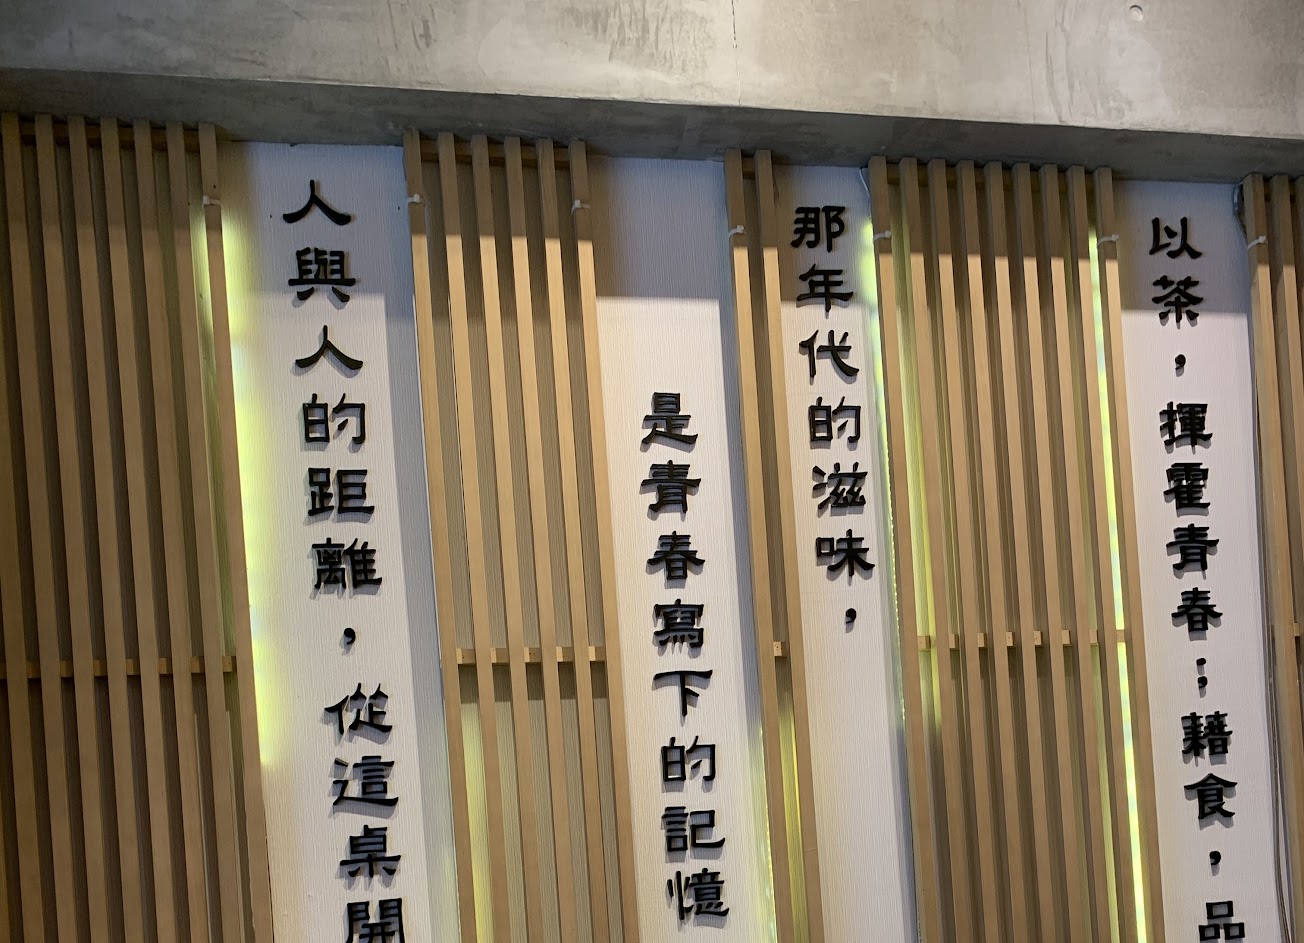 以茶，揮霍青春；藉食，品
那年代的滋味，
是青春寫下的記憶
人與人的距離，從這桌開